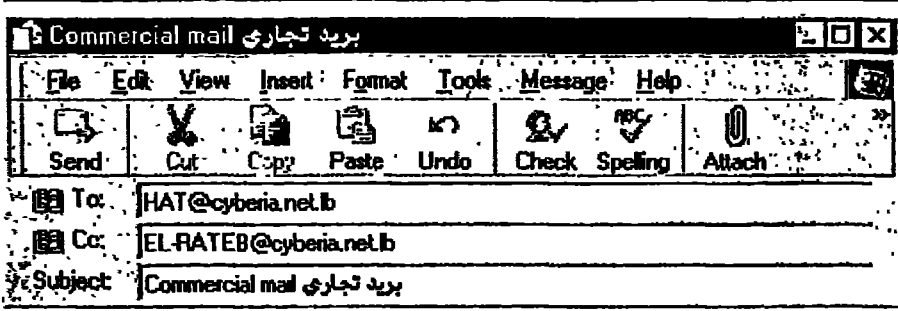 Commercial mail بريد تجاري
File Edit View Insert Format Tools Message Help
Send Cut Copy Paste Undo Check Spelling Attach
To: HAT@cyberia.net.lb
Cc: EL-RATEB@cyberia.net.lb
Subject: Commercial mail بريد تجاري